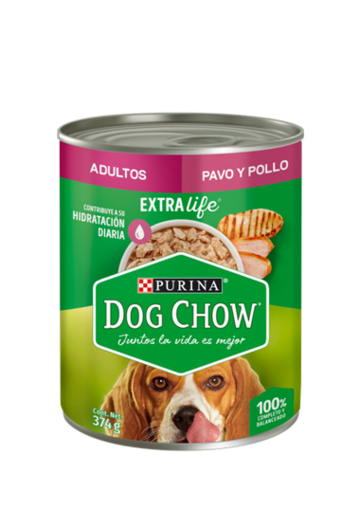 ADULTOS
PAVO Y POLLO
EXTRA life®
CONTRIBUYE A SU
HIDRATACIÓN
DIARIA
PURINA®
DOG CHOW®
Juntos la vida es mejor
Cont. Net.
374 g
100%
COMPLETO Y
BALANCEADO